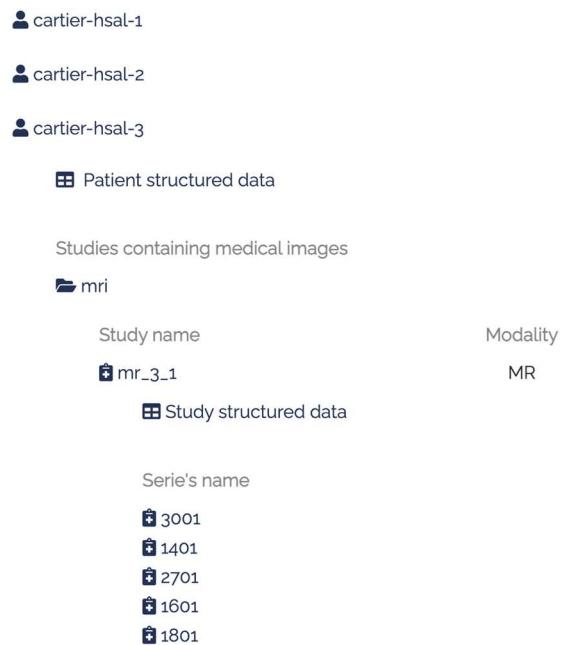 cartier-hsal-1
cartier-hsal-2
cartier-hsal-3
Patient structured data
Studies containing medical images
mri
Study name Modality
mr_3_1 MR
Study structured data
Serie's name
3001
1401
2701
1601
1801